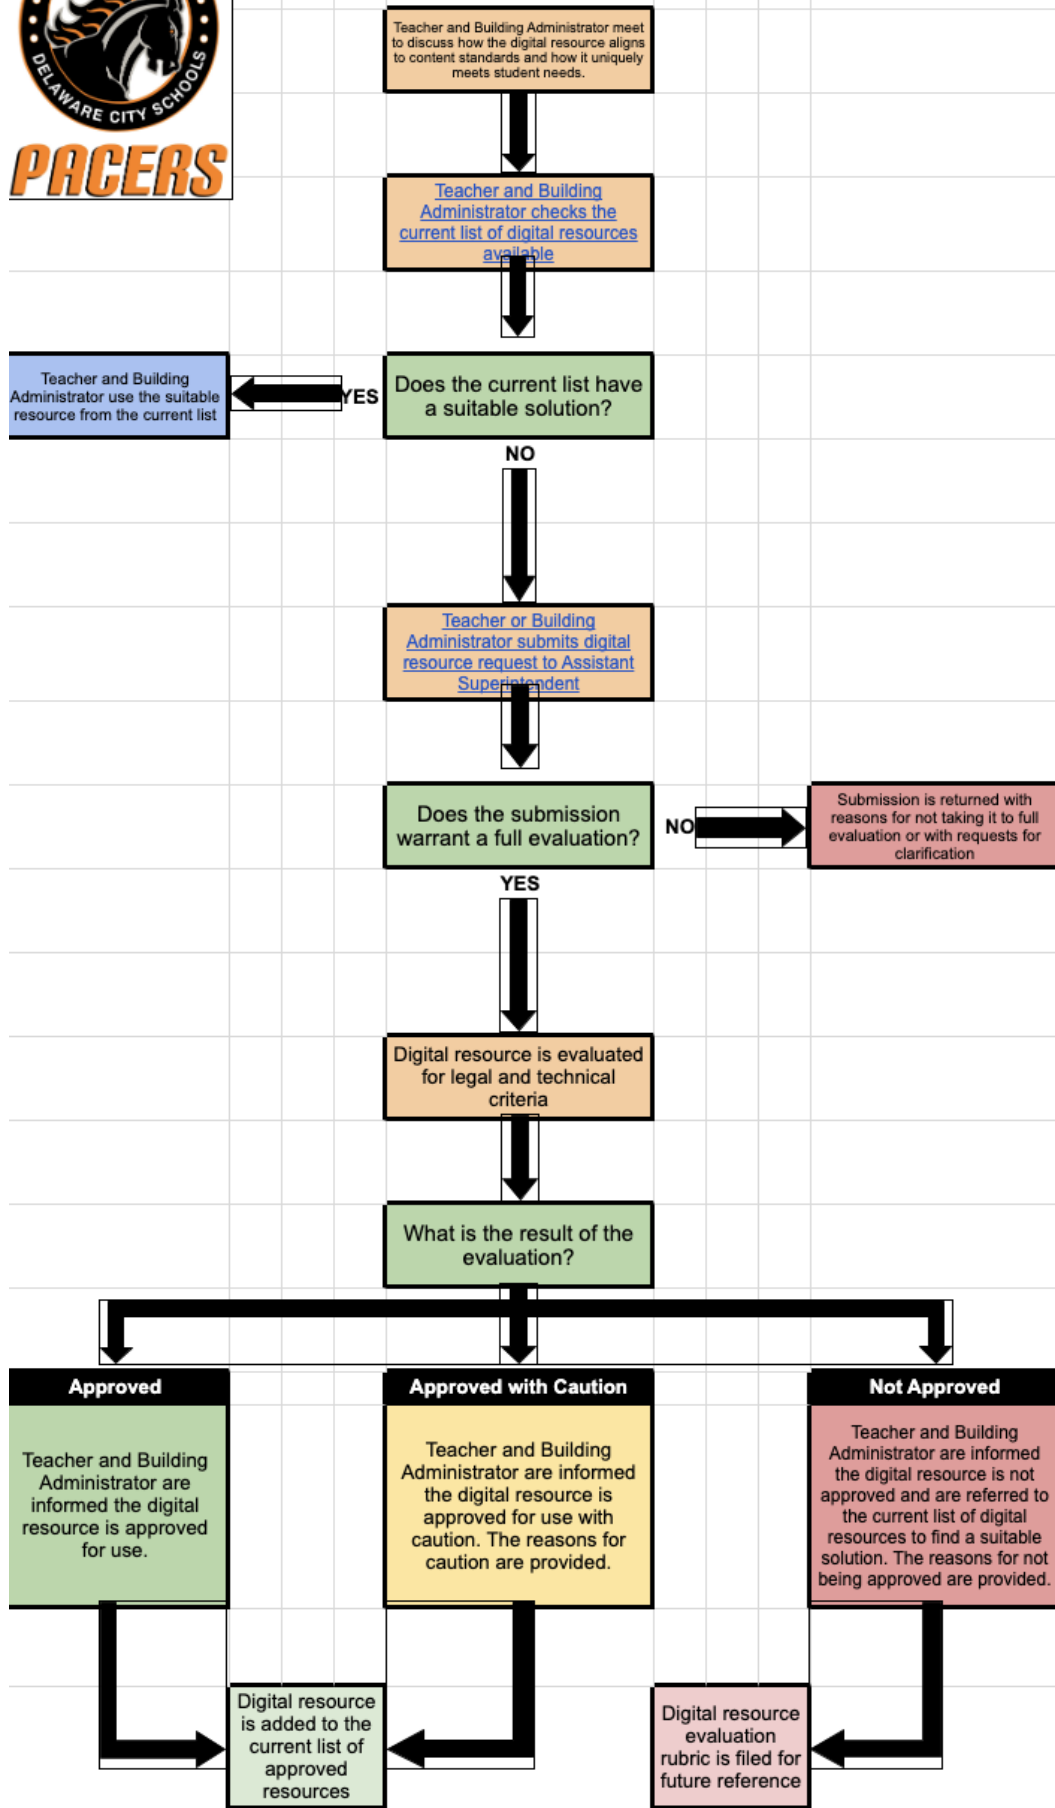 DELAWARE CITY SCHOOLS
PACERS
Teacher and Building Administrator meet
to discuss how the digital resource aligns
to content standards and how it uniquely
meets student needs.
Teacher and Building
Administrator checks the
current list of digital resources
available
Teacher and Building
Administrator use the suitable
resource from the current list
YES
Does the current list have
a suitable solution?
NO
Teacher or Building
Administrator submits digital
resource request to Assistant
Superintendent
Does the submission
warrant a full evaluation?
NO
Submission is returned with
reasons for not taking it to full
evaluation or with requests for
clarification
YES
Digital resource is evaluated
for legal and technical
criteria
What is the result of the
evaluation?
Approved
Teacher and Building
Administrator are
informed the digital
resource is approved
for use.
Approved with Caution
Teacher and Building
Administrator are informed
the digital resource is
approved for use with
caution. The reasons for
caution are provided.
Not Approved
Teacher and Building
Administrator are informed
the digital resource is not
approved and are referred to
the current list of digital
resources to find a suitable
solution. The reasons for not
being approved are provided.
Digital resource
is added to the
current list of
approved
resources
Digital resource
evaluation
rubric is filed for
future reference